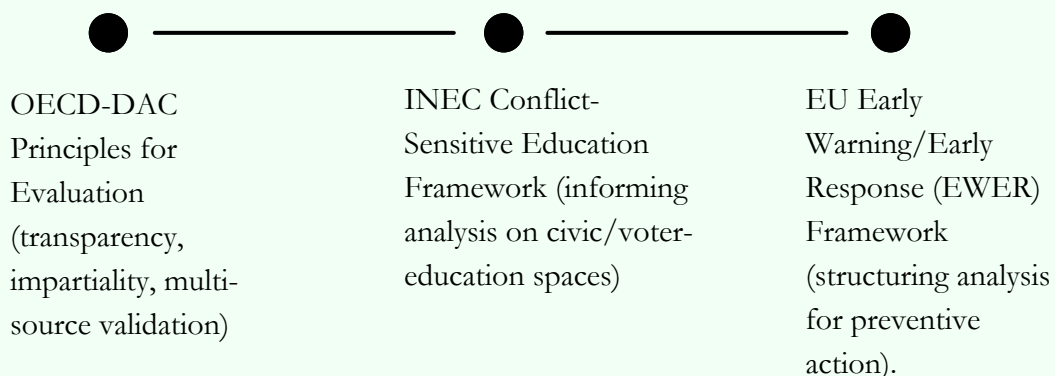 OECD-DAC
Principles for
Evaluation
(transparency,
impartiality, multi-
source validation)
INEC Conflict-
Sensitive Education
Framework (informing
analysis on civic/voter-
education spaces)
EU Early
Warning/Early
Response (EWER)
Framework
(structuring analysis
for preventive
action).